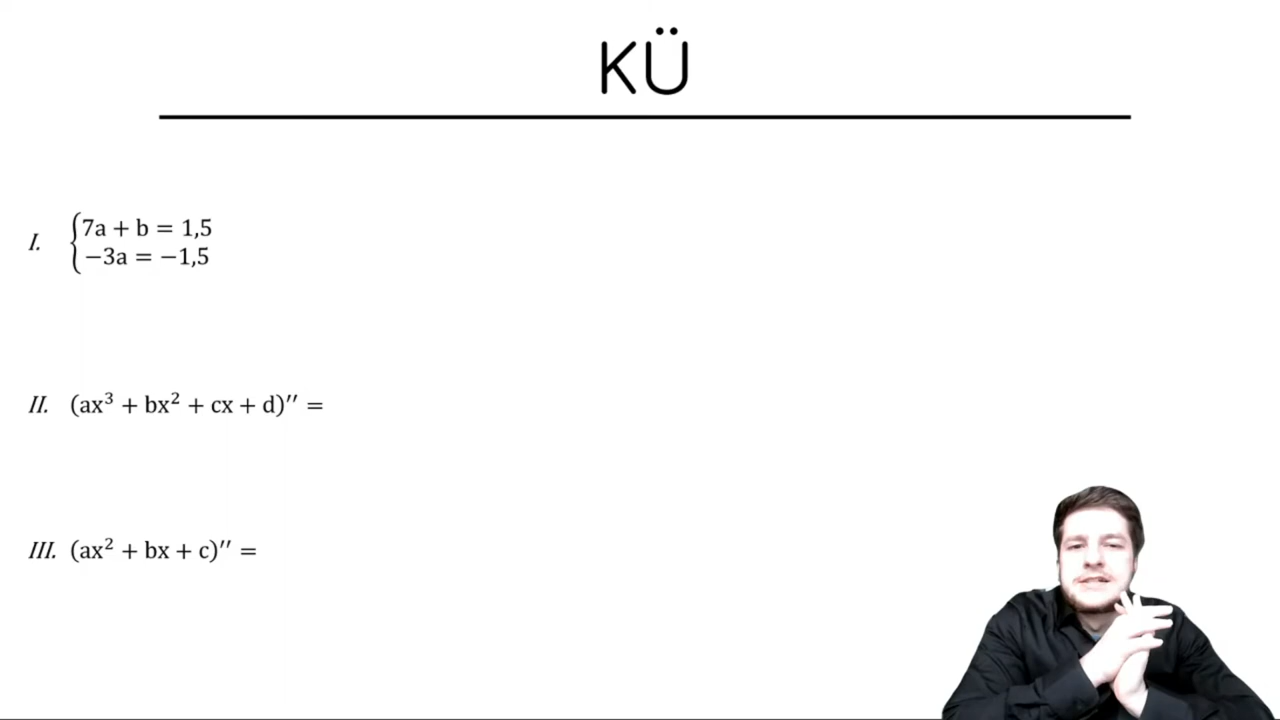 KÜ
I. {7a + b = 1,5
−3a = −1,5
II. (ax³ + bx² + cx + d)′′ =
III. (ax² + bx + c)′′ =